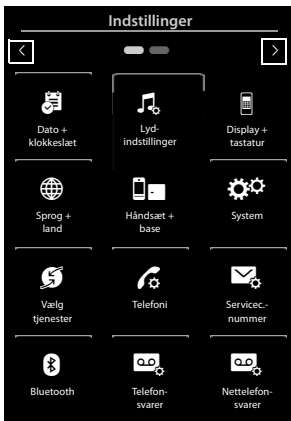 Indstillinger
Dato +
klokkeslæt
Lyd-
indstillinger
Display +
tastatur
Sprog +
land
Håndsæt +
base
System
Vælg
tjenester
Telefoni
Servicec.-
nummer
Bluetooth
Telefon-
svarer
Nettelefon-
svarer